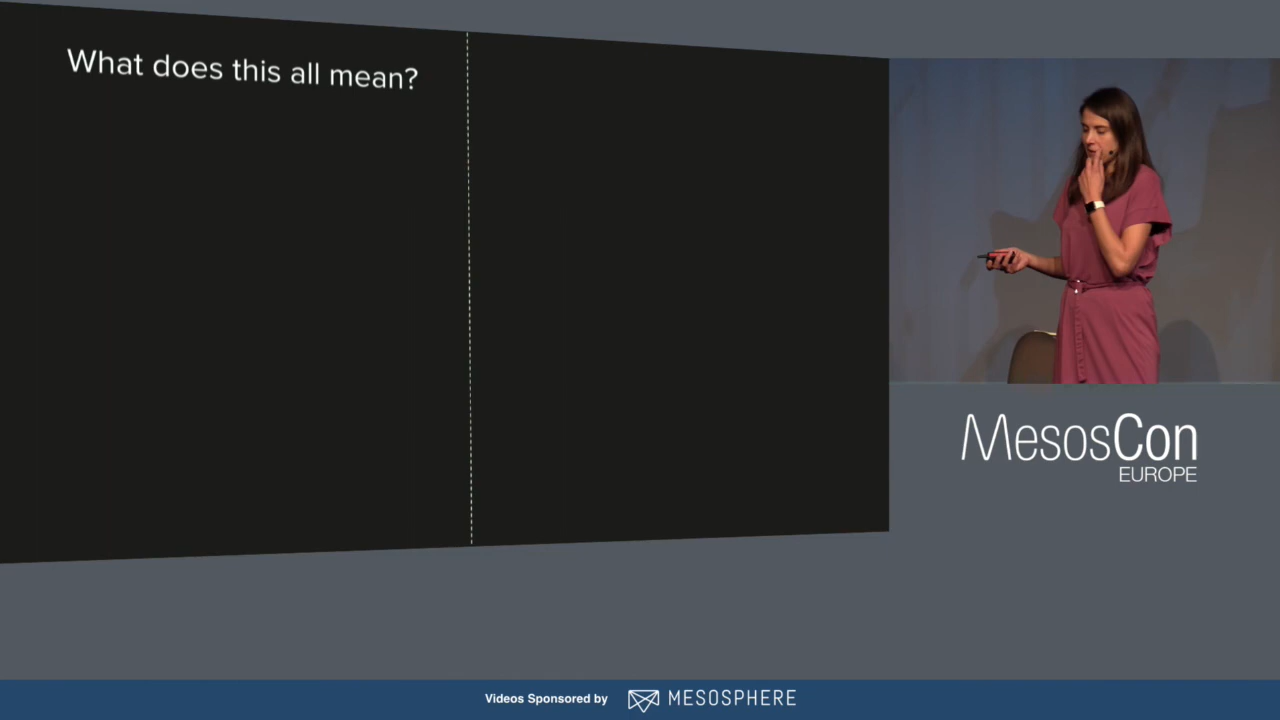 What does this all mean?
MesosCon
EUROPE
Videos Sponsored by MESOSPHERE